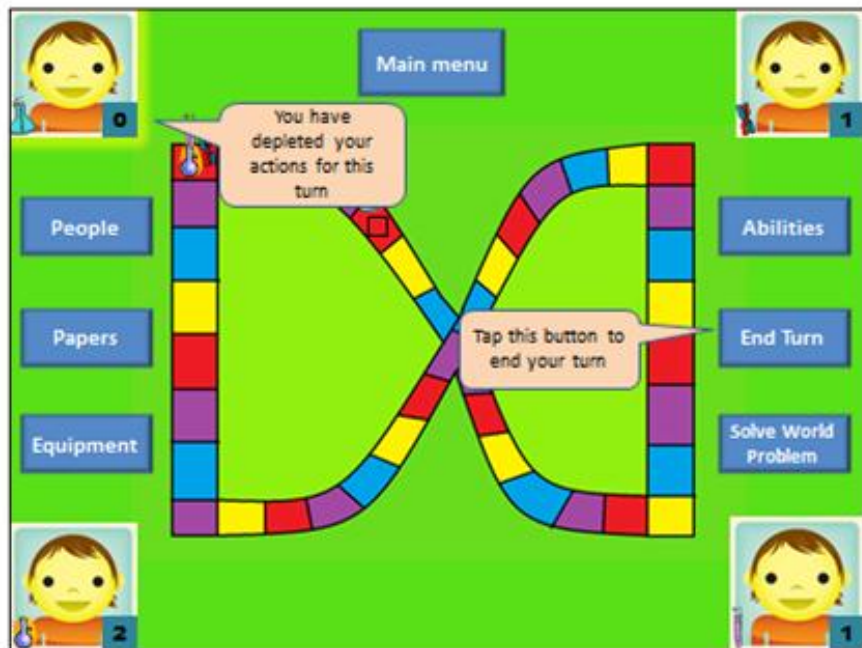 Main menu
0
1
You have
depleted your
actions for this
turn
People
Abilities
Papers
Tap this button to
end your turn
End Turn
Equipment
Solve World
Problem
2
1